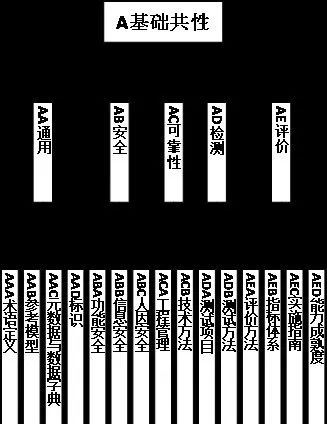 A基础共性
AA通用
AB安全
AC可靠性
AD检测
AE评价
AAA术语定义
AAB参考模型
AAC元数据与数据字典
AAD标识
ABA功能安全
ABB信息安全
ABC人因安全
ACA工程管理
ACB技术方法
ADA测试项目
ADB测试方法
AEA评价方法
AEB指标体系
AEC实施指南
AED能力成熟度